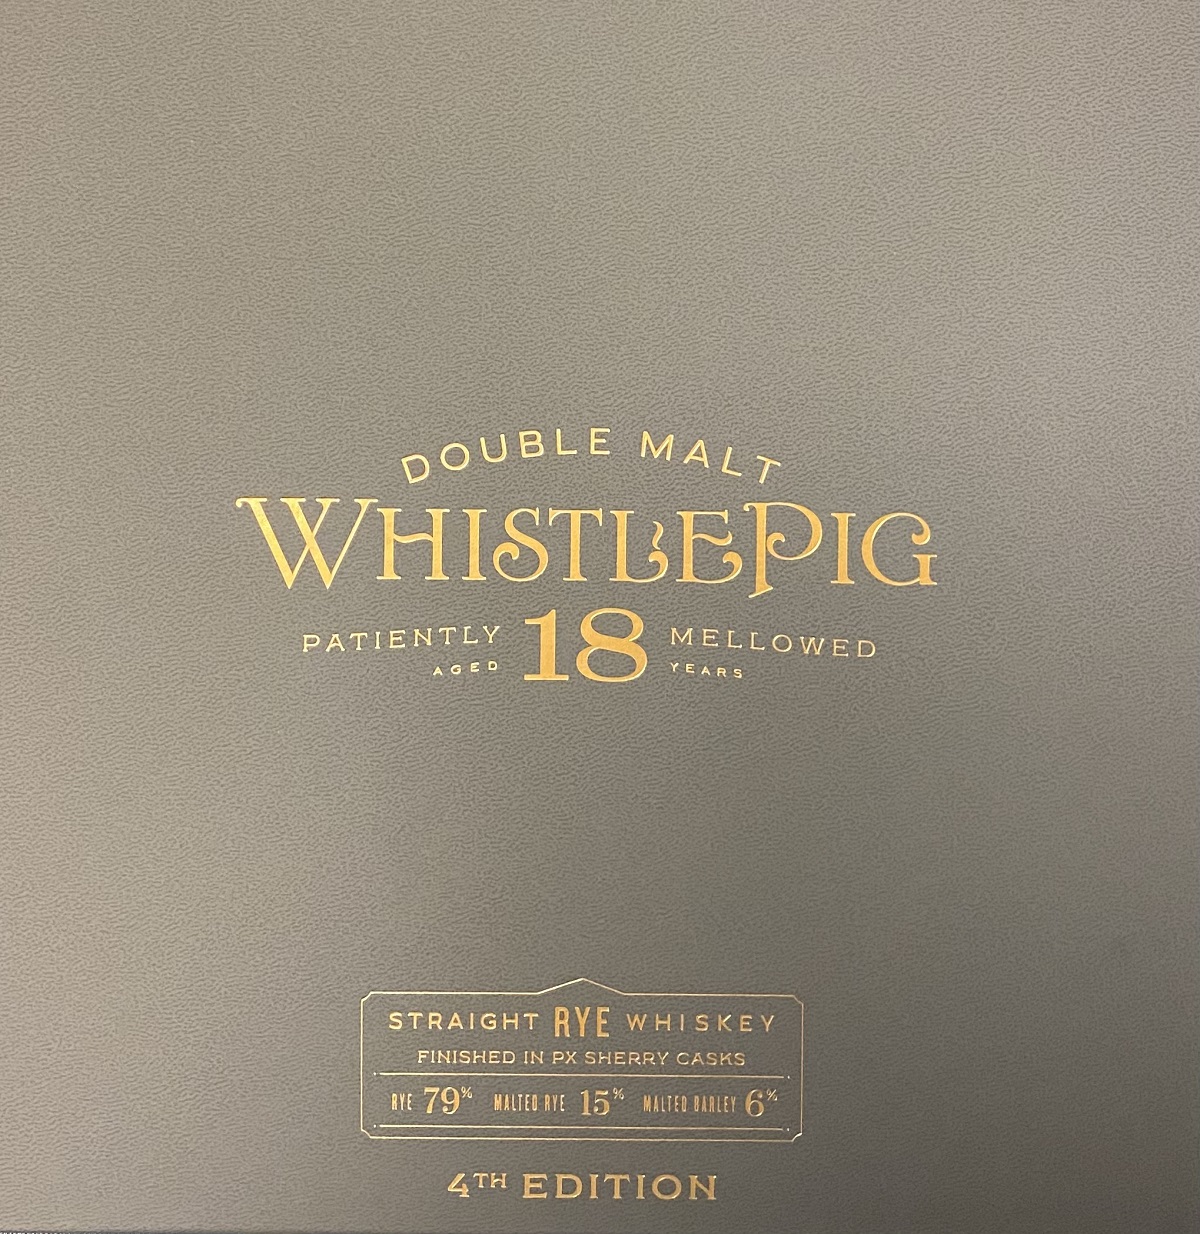 DOUBLE MALT
WHISTLEPIG
PATIENTLY 18 MELLOWED
AGED YEARS
STRAIGHT RYE WHISKEY
FINISHED IN PX SHERRY CASKS
RYE 79% MALTED RYE 15% MALTED BARLEY 6%
4TH EDITION